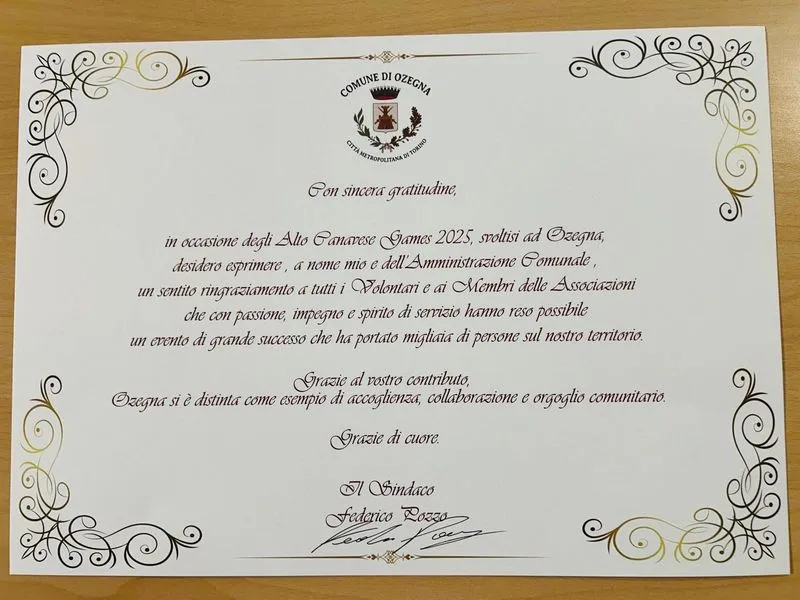 COMUNE DI OZEGNA
CITTÀ METROPOLITANA DI TORINO
Con sincera gratitudine,
in occasione degli Alto Canavese Games 2025, svoltisi ad Ozegna,
desidero esprimere , a nome mio e dell'Amministrazione Comunale ,
un sentito ringraziamento a tutti i Volontari e ai Membri delle Associazioni
che con passione, impegno e spirito di servizio hanno reso possibile
un evento di grande successo che ha portato migliaia di persone sul nostro territorio.
Grazie al vostro contributo,
Ozegna si è distinta come esempio di accoglienza, collaborazione e orgoglio comunitario.
Grazie di cuore.
Il Sindaco
Federico Pozzo